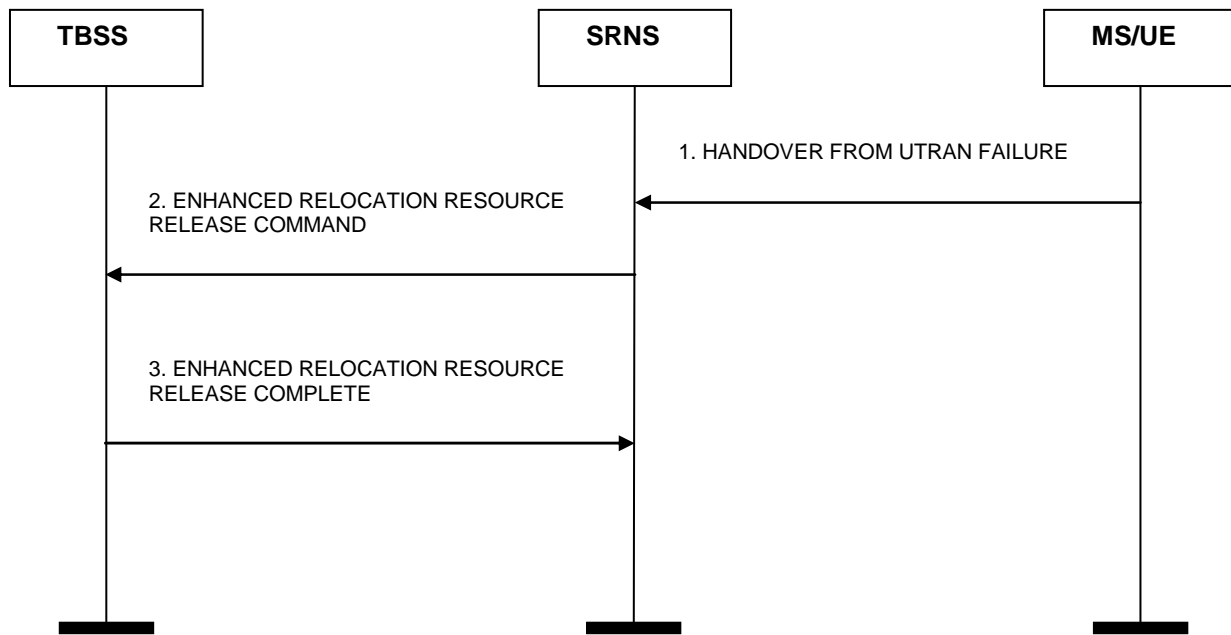 TBSS
SRNS
MS/UE
1. HANDOVER FROM UTRAN FAILURE
2. ENHANCED RELOCATION RESOURCE
RELEASE COMMAND
3. ENHANCED RELOCATION RESOURCE
RELEASE COMPLETE